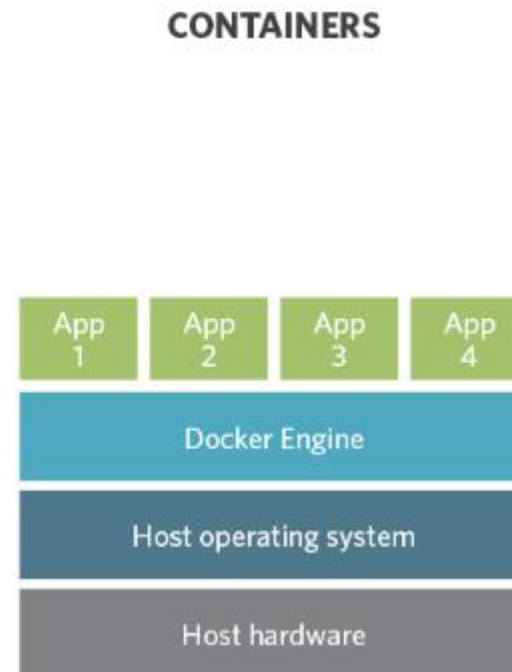 CONTAINERS
App
1
App
2
App
3
App
4
Docker Engine
Host operating system
Host hardware